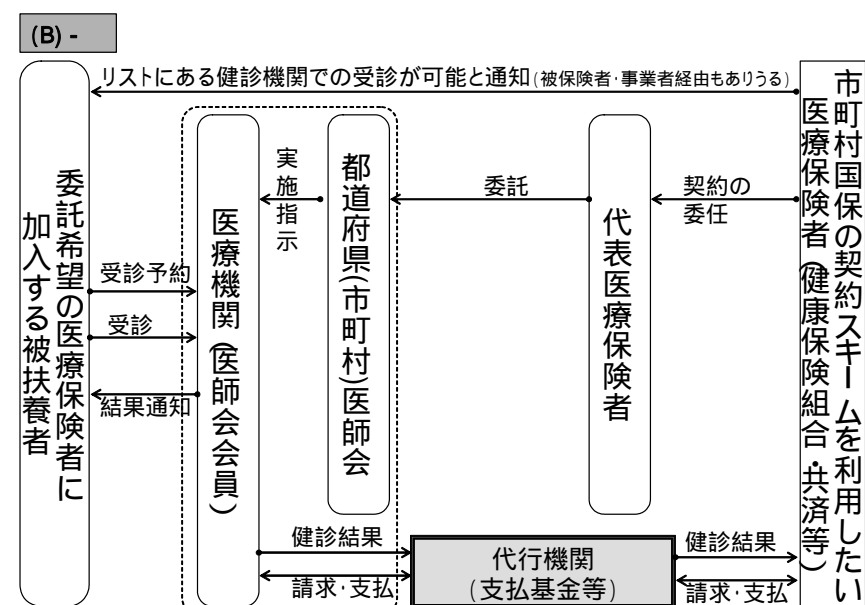 (B) -
リストにある健診機関での受診が可能と通知(被保険者・事業者経由もありうる)
委託希望の医療保険者に
加入する被扶養者
受診予約
受診
結果通知
医療機関(医師会会員)
実施指示
都道府県(市町村)医師会
委託
代表医療保険者
契約の
委任
市町村国保の契約スキームを利用したい
医療保険者(健康保険組合・共済等)
健診結果
請求・支払
代行機関
(支払基金等)
健診結果
請求・支払